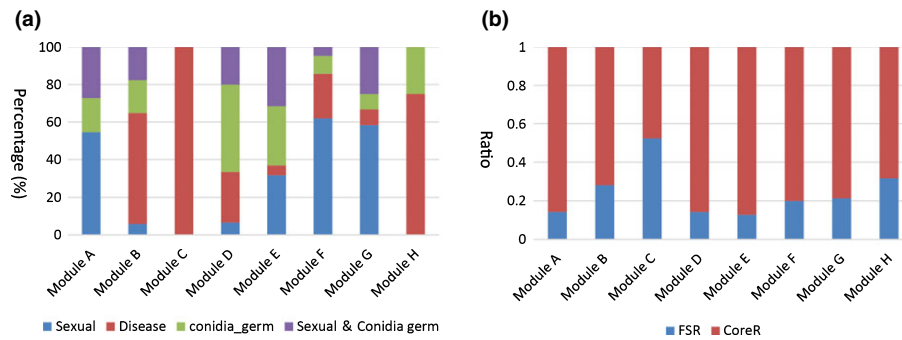 (a)
100
80
60
40
20
0
Percentage (%)
Module A
Module B
Module C
Module D
Module E
Module F
Module G
Module H
Sexual
Disease
conidia_germ
Sexual & Conidia germ
(b)
1
0.8
0.6
0.4
0.2
0
Ratio
Module A
Module B
Module C
Module D
Module E
Module F
Module G
Module H
FSR
CoreR